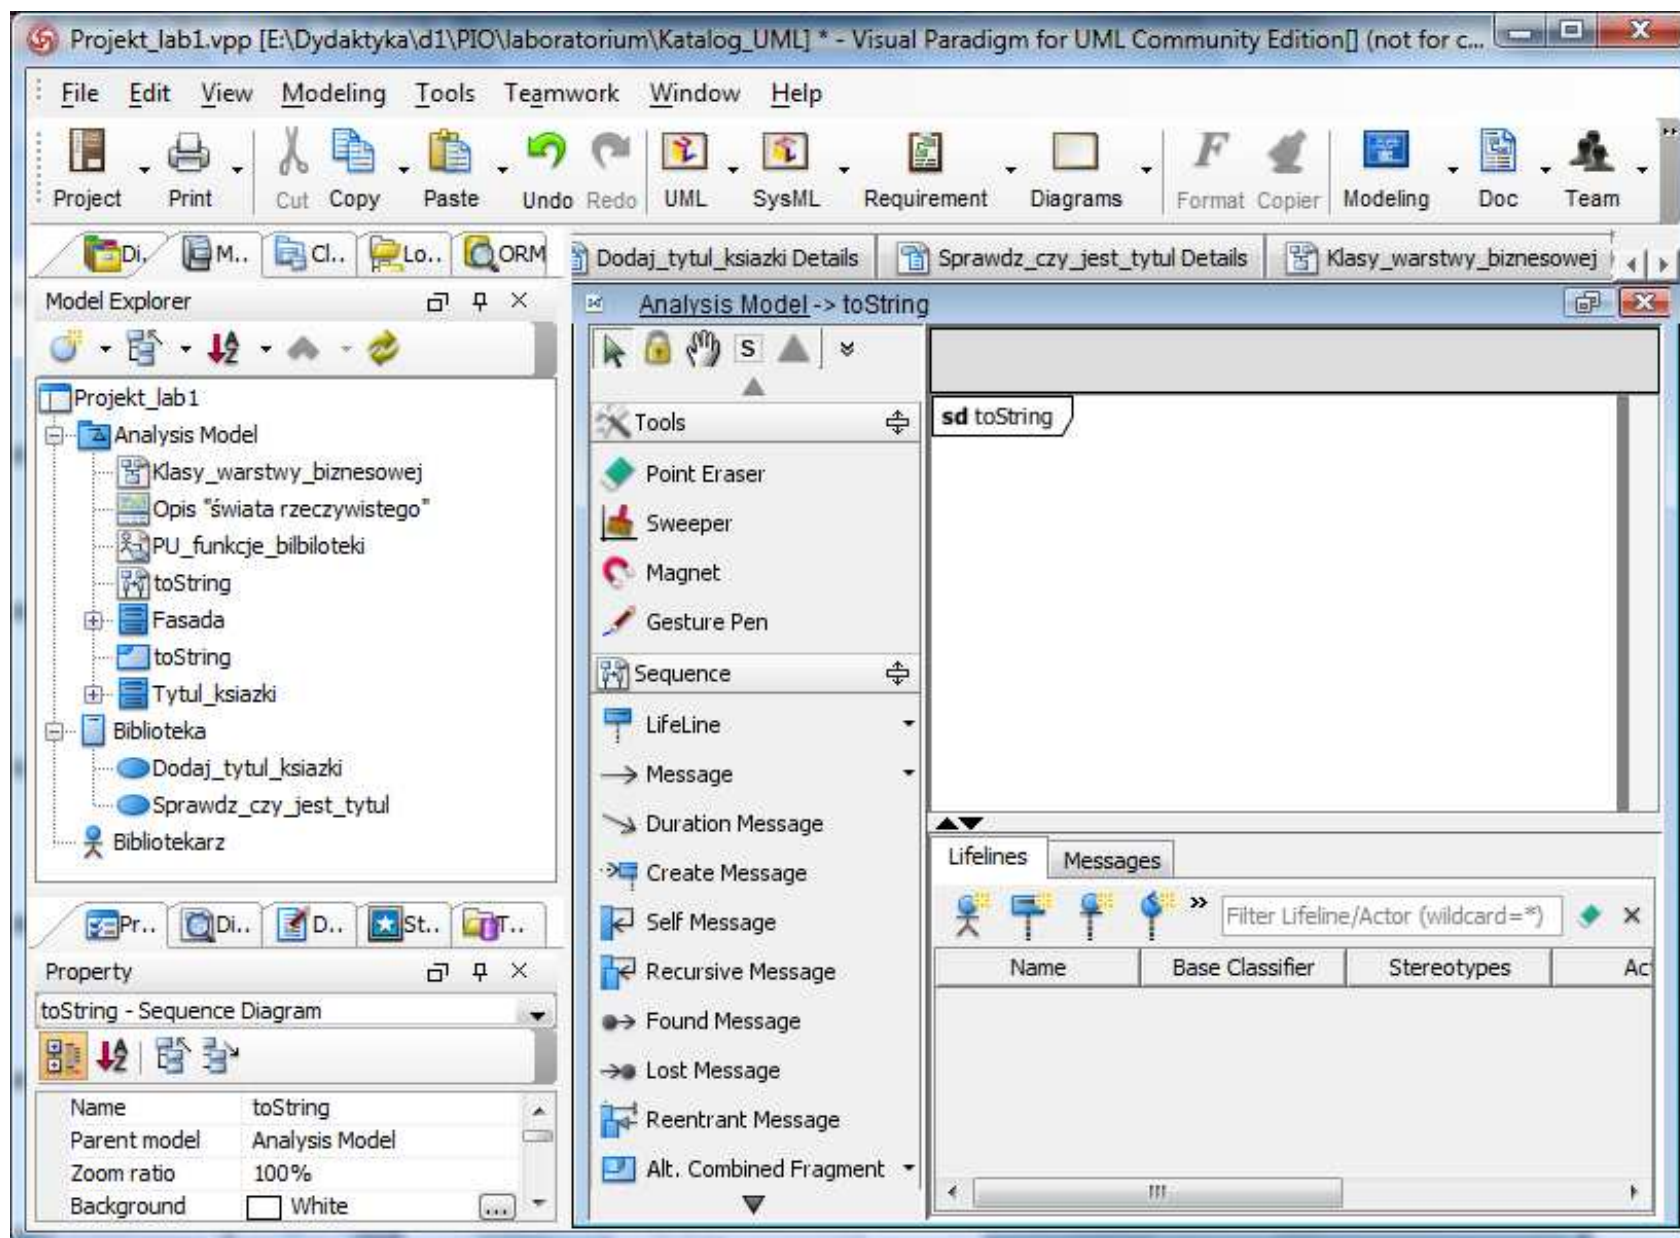 Projekt_lab1.vpp [E:\Dydaktyka\d1\PIO\laboratorium\Katalog_UML] * - Visual Paradigm for UML Community Edition[] (not for c...
File Edit View Modeling Tools Teamwork Window Help
Project Print Cut Copy Paste Undo Redo UML SysML Requirement Diagrams Format Copier Modeling Doc Team
Di. M.. Cl.. Lo.. ORM
Dodaj_tytul_ksiazki Details Sprawdz_czy_jest_tytul Details Klasy_warstwy_biznesowej
Model Explorer
Projekt_lab1
Analysis Model
Klasy_warstwy_biznesowej
Opis "świata rzeczywistego"
PU_funkcje_bilbiloteki
toString
Fasada
toString
Tytul_ksiazki
Biblioteka
Dodaj_tytul_ksiazki
Sprawdz_czy_jest_tytul
Bibliotekarz
Pr.. Di.. D.. St.. T..
Property
toString - Sequence Diagram
Name toString
Parent model Analysis Model
Zoom ratio 100%
Background White ...
Analysis Model -> toString
S
Tools
Point Eraser
Sweeper
Magnet
Gesture Pen
Sequence
LifeLine
Message
Duration Message
Create Message
Self Message
Recursive Message
Found Message
Lost Message
Reentrant Message
Alt. Combined Fragment
sd toString
Lifelines Messages
Filter Lifeline/Actor (wildcard=*)
Name Base Classifier Stereotypes Act